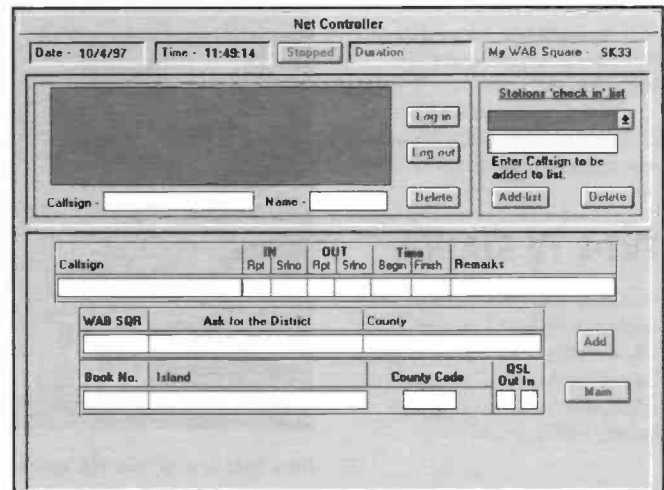 Net Controller
Date - 10/4/97 Time - 11:49:14 Stopped Duration - My WAB Square - SK33
Stations 'check in' list
Log in
Log out
Enter Callsign to be
added to list.
Callsign - Name - Delete Add-list Delete
IN OUT Time
Callsign Rpt Srlno Rpt Srlno Begin Finish Remarks
WAB SQR Ask for the District County
Add
Book No. Island County Code QSL
Out In
Main